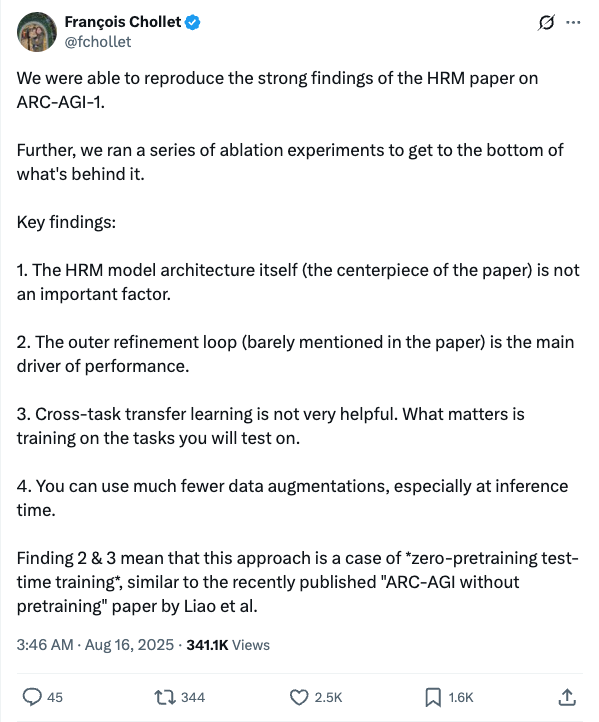 François Chollet
@fchollet
We were able to reproduce the strong findings of the HRM paper on
ARC-AGI-1.
Further, we ran a series of ablation experiments to get to the bottom of
what's behind it.
Key findings:
1. The HRM model architecture itself (the centerpiece of the paper) is not
an important factor.
2. The outer refinement loop (barely mentioned in the paper) is the main
driver of performance.
3. Cross-task transfer learning is not very helpful. What matters is
training on the tasks you will test on.
4. You can use much fewer data augmentations, especially at inference
time.
Finding 2 & 3 mean that this approach is a case of *zero-pretraining test-
time training*, similar to the recently published "ARC-AGI without
pretraining" paper by Liao et al.
3:46 AM · Aug 16, 2025 · 341.1K Views
45 344 2.5K 1.6K